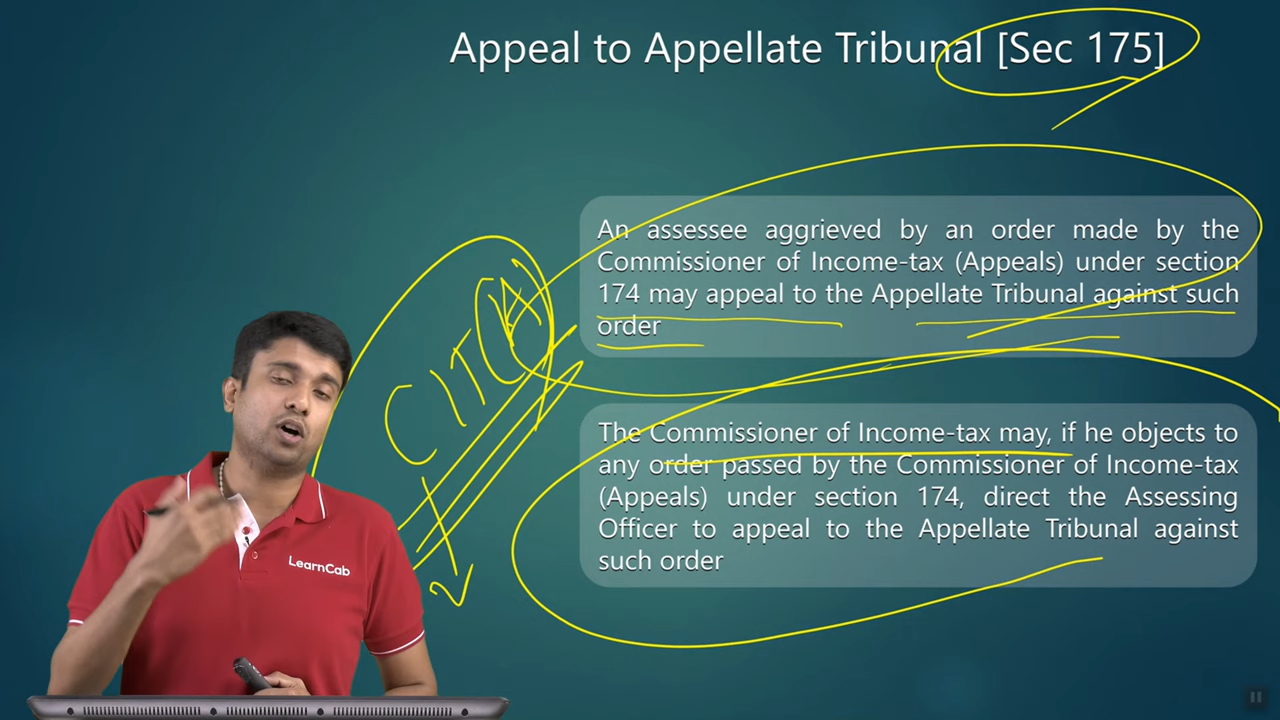 Appeal to Appellate Tribunal [Sec 175]
An assessee aggrieved by an order made by the
Commissioner of Income-tax (Appeals) under section
174 may appeal to the Appellate Tribunal against such
order
CIT(A)
The Commissioner of Income-tax may, if he objects to
any order passed by the Commissioner of Income-tax
(Appeals) under section 174, direct the Assessing
Officer to appeal to the Appellate Tribunal against
such order
LearnCab